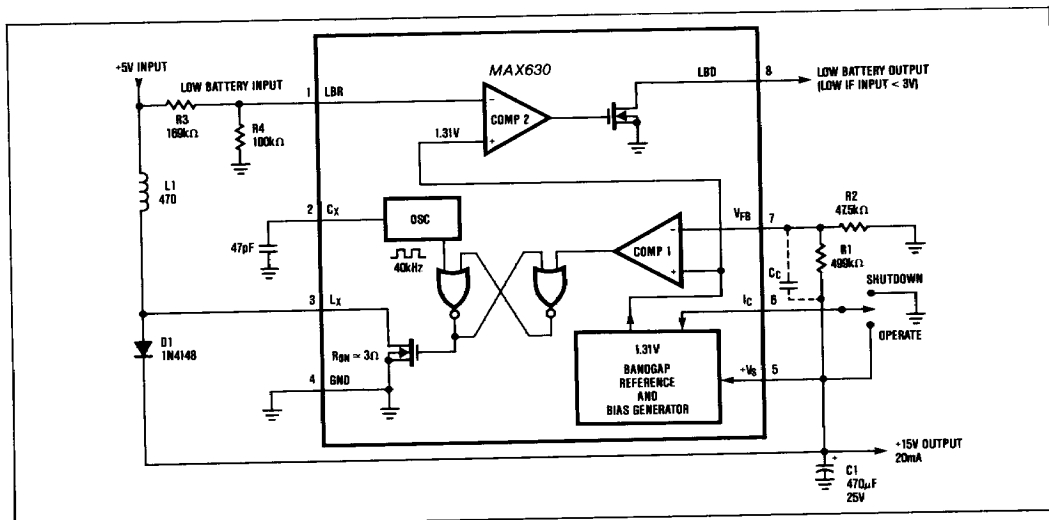 +5V INPUT
LOW BATTERY INPUT
R3
169kΩ
R4
100kΩ
L1
470
47pF
D1
1N4148
1 LBR
2 CX
3 LX
4 GND
MAX630
COMP 2
1.31V
OSC
40kHz
RON ≃ 3Ω
COMP 1
1.31V
BANDGAP
REFERENCE
AND
BIAS GENERATOR
LBD 8
LOW BATTERY OUTPUT
(LOW IF INPUT < 3V)
VFB 7
R2
47.5kΩ
R1
499kΩ
CC
IC 6
SHUTDOWN
OPERATE
+VS 5
+15V OUTPUT
20mA
C1
470µF
25V